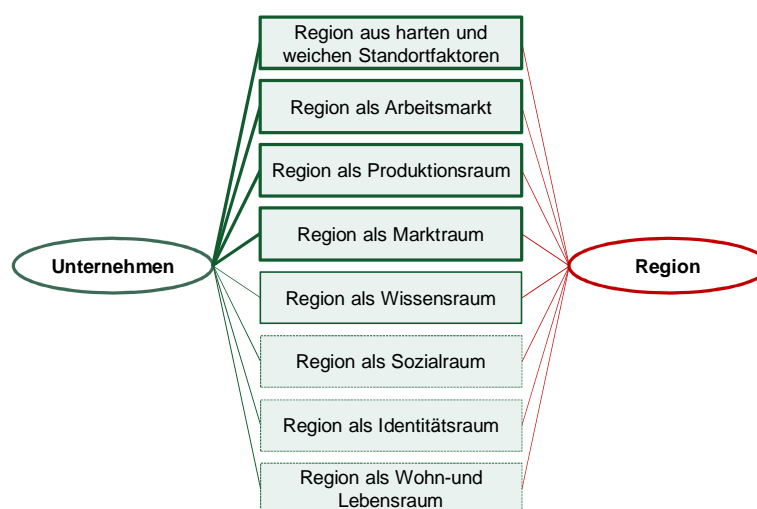 Region aus harten und
weichen Standortfaktoren
Region als Arbeitsmarkt
Region als Produktionsraum
Region als Marktraum
Unternehmen
Region
Region als Wissensraum
Region als Sozialraum
Region als Identitätsraum
Region als Wohn-und
Lebensraum